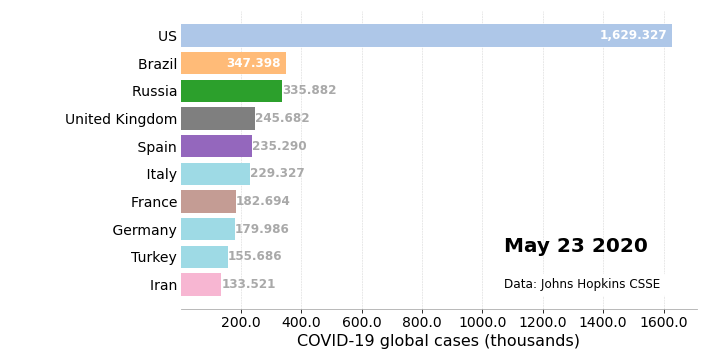 US 1,629.327
Brazil 347.398
Russia 335.882
United Kingdom 245.682
Spain 235.290
Italy 229.327
France 182.694
Germany 179.986
Turkey 155.686
Iran 133.521
May 23 2020
Data: Johns Hopkins CSSE
200.0 400.0 600.0 800.0 1000.0 1200.0 1400.0 1600.0
COVID-19 global cases (thousands)